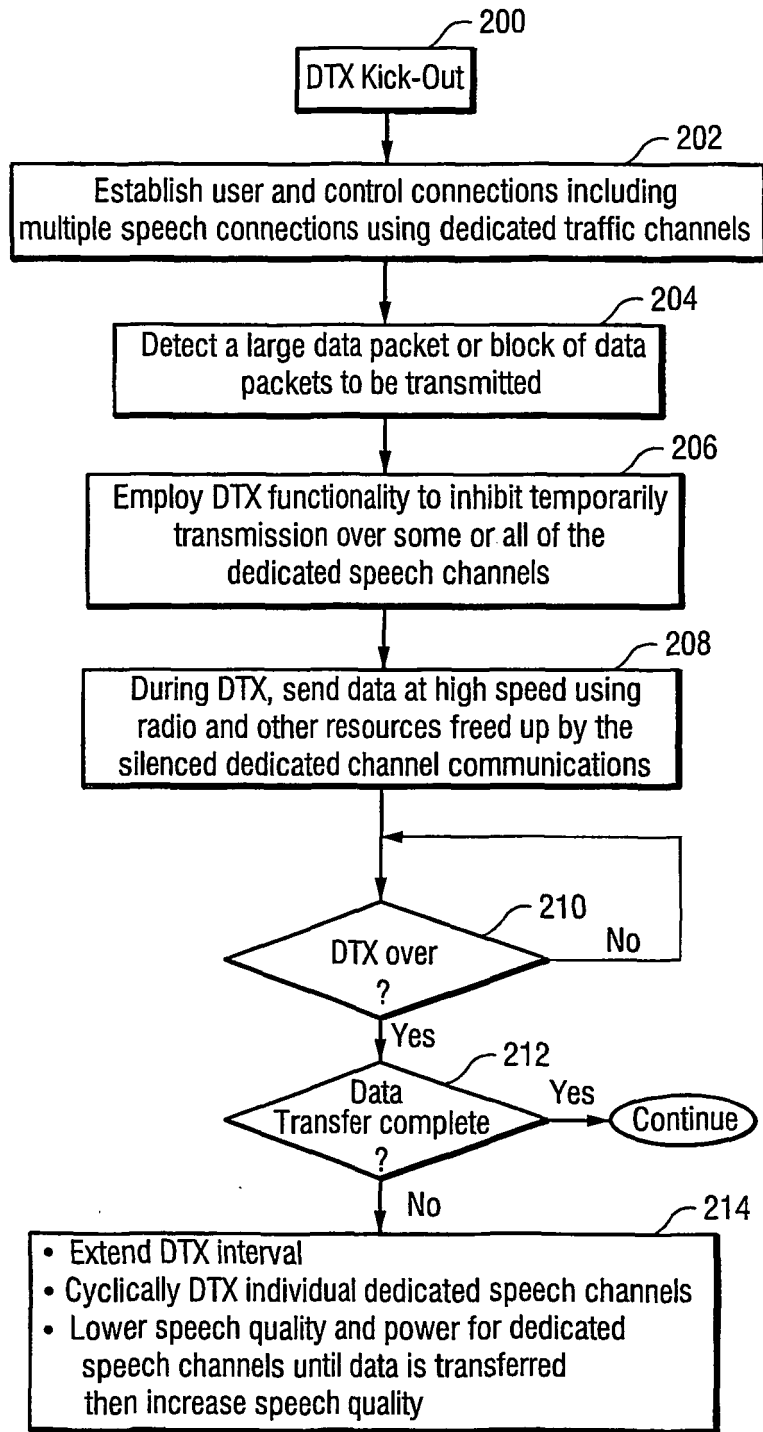 200
DTX Kick-Out
202
Establish user and control connections including
multiple speech connections using dedicated traffic channels
204
Detect a large data packet or block of data
packets to be transmitted
206
Employ DTX functionality to inhibit temporarily
transmission over some or all of the
dedicated speech channels
208
During DTX, send data at high speed using
radio and other resources freed up by the
silenced dedicated channel communications
210
DTX over
?
No
Yes
212
Data
Transfer complete
?
Yes
Continue
No
214
• Extend DTX interval
• Cyclically DTX individual dedicated speech channels
• Lower speech quality and power for dedicated
speech channels until data is transferred
then increase speech quality